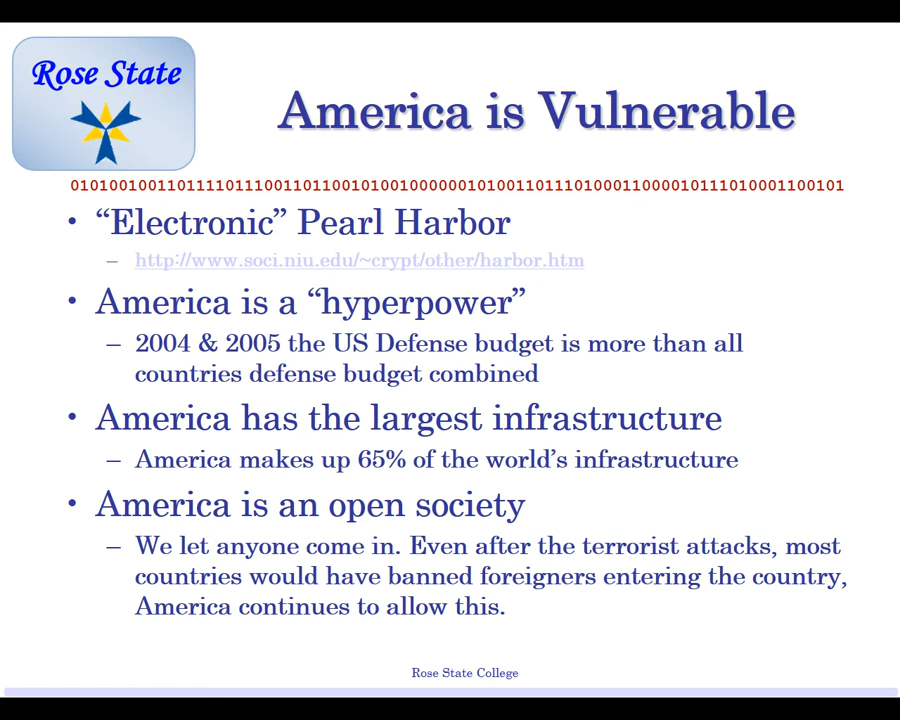 Rose State
America is Vulnerable
01010010011011110111001101100101001000000101001101110100011000010111010001100101
• “Electronic” Pearl Harbor
– http://www.soci.niu.edu/~crypt/other/harbor.htm
• America is a “hyperpower”
– 2004 & 2005 the US Defense budget is more than all
countries defense budget combined
• America has the largest infrastructure
– America makes up 65% of the world’s infrastructure
• America is an open society
– We let anyone come in. Even after the terrorist attacks, most
countries would have banned foreigners entering the country,
America continues to allow this.
Rose State College